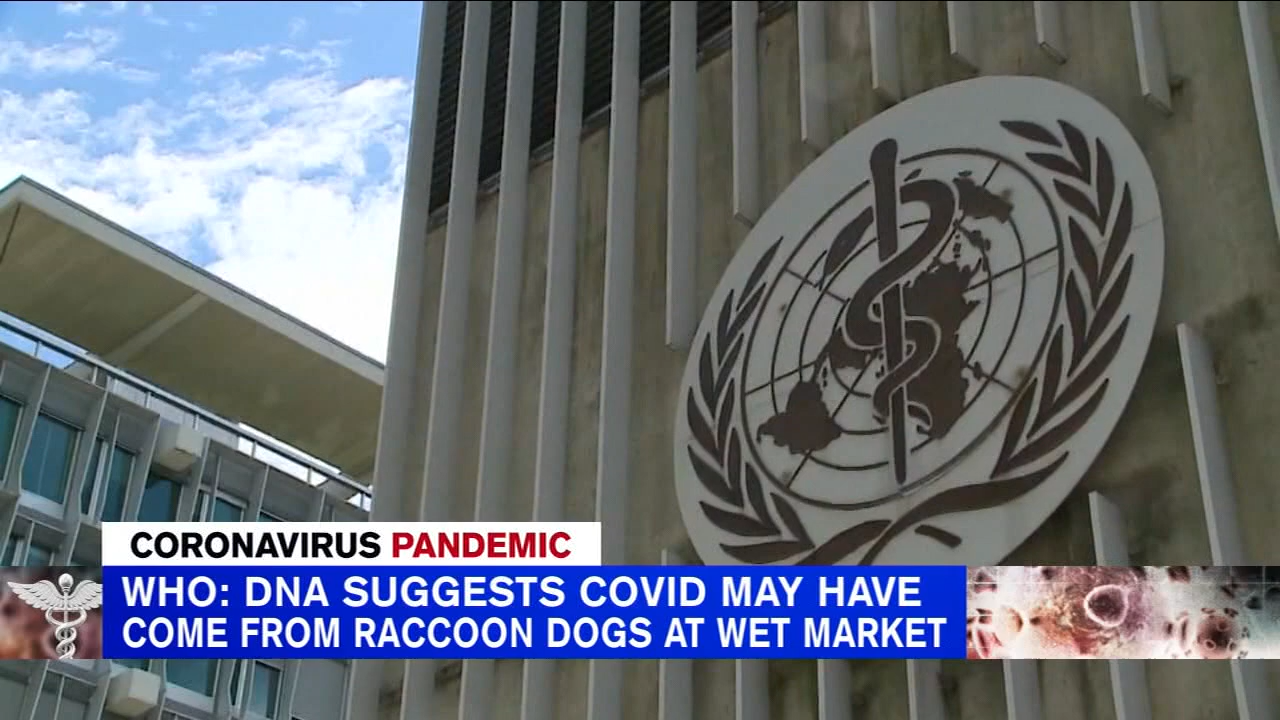 CORONAVIRUS PANDEMIC
WHO: DNA SUGGESTS COVID MAY HAVE
COME FROM RACCOON DOGS AT WET MARKET